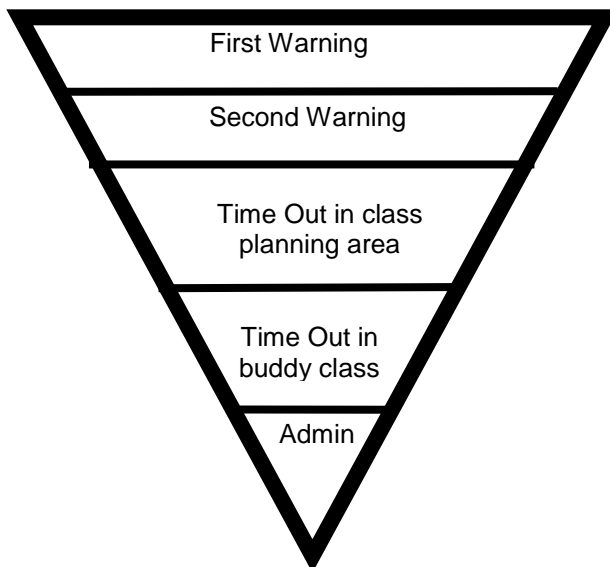 First Warning
Second Warning
Time Out in class
planning area
Time Out in
buddy class
Admin